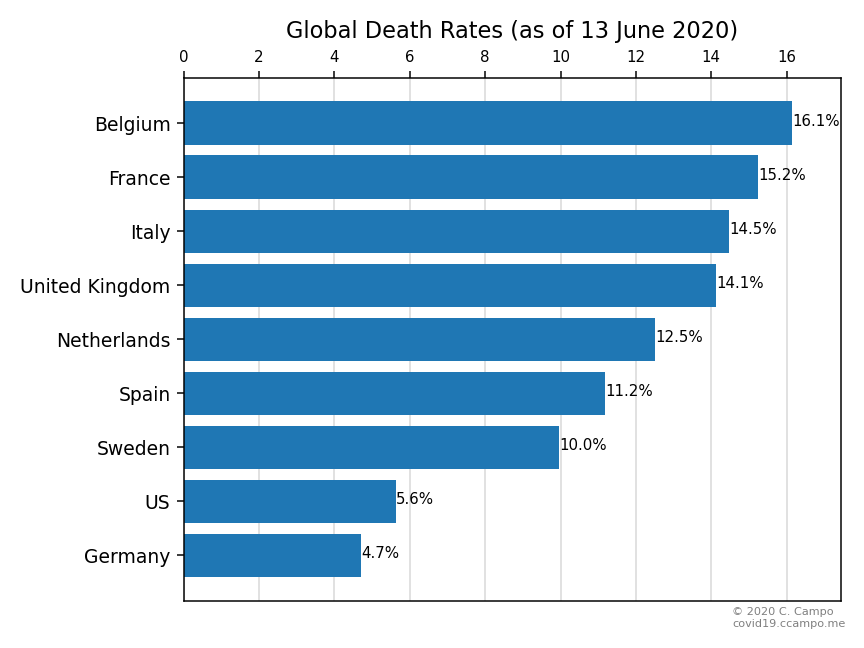 Global Death Rates (as of 13 June 2020)
0 2 4 6 8 10 12 14 16
Belgium 16.1%
France 15.2%
Italy 14.5%
United Kingdom 14.1%
Netherlands 12.5%
Spain 11.2%
Sweden 10.0%
US 5.6%
Germany 4.7%
© 2020 C. Campo
covid19.ccampo.me